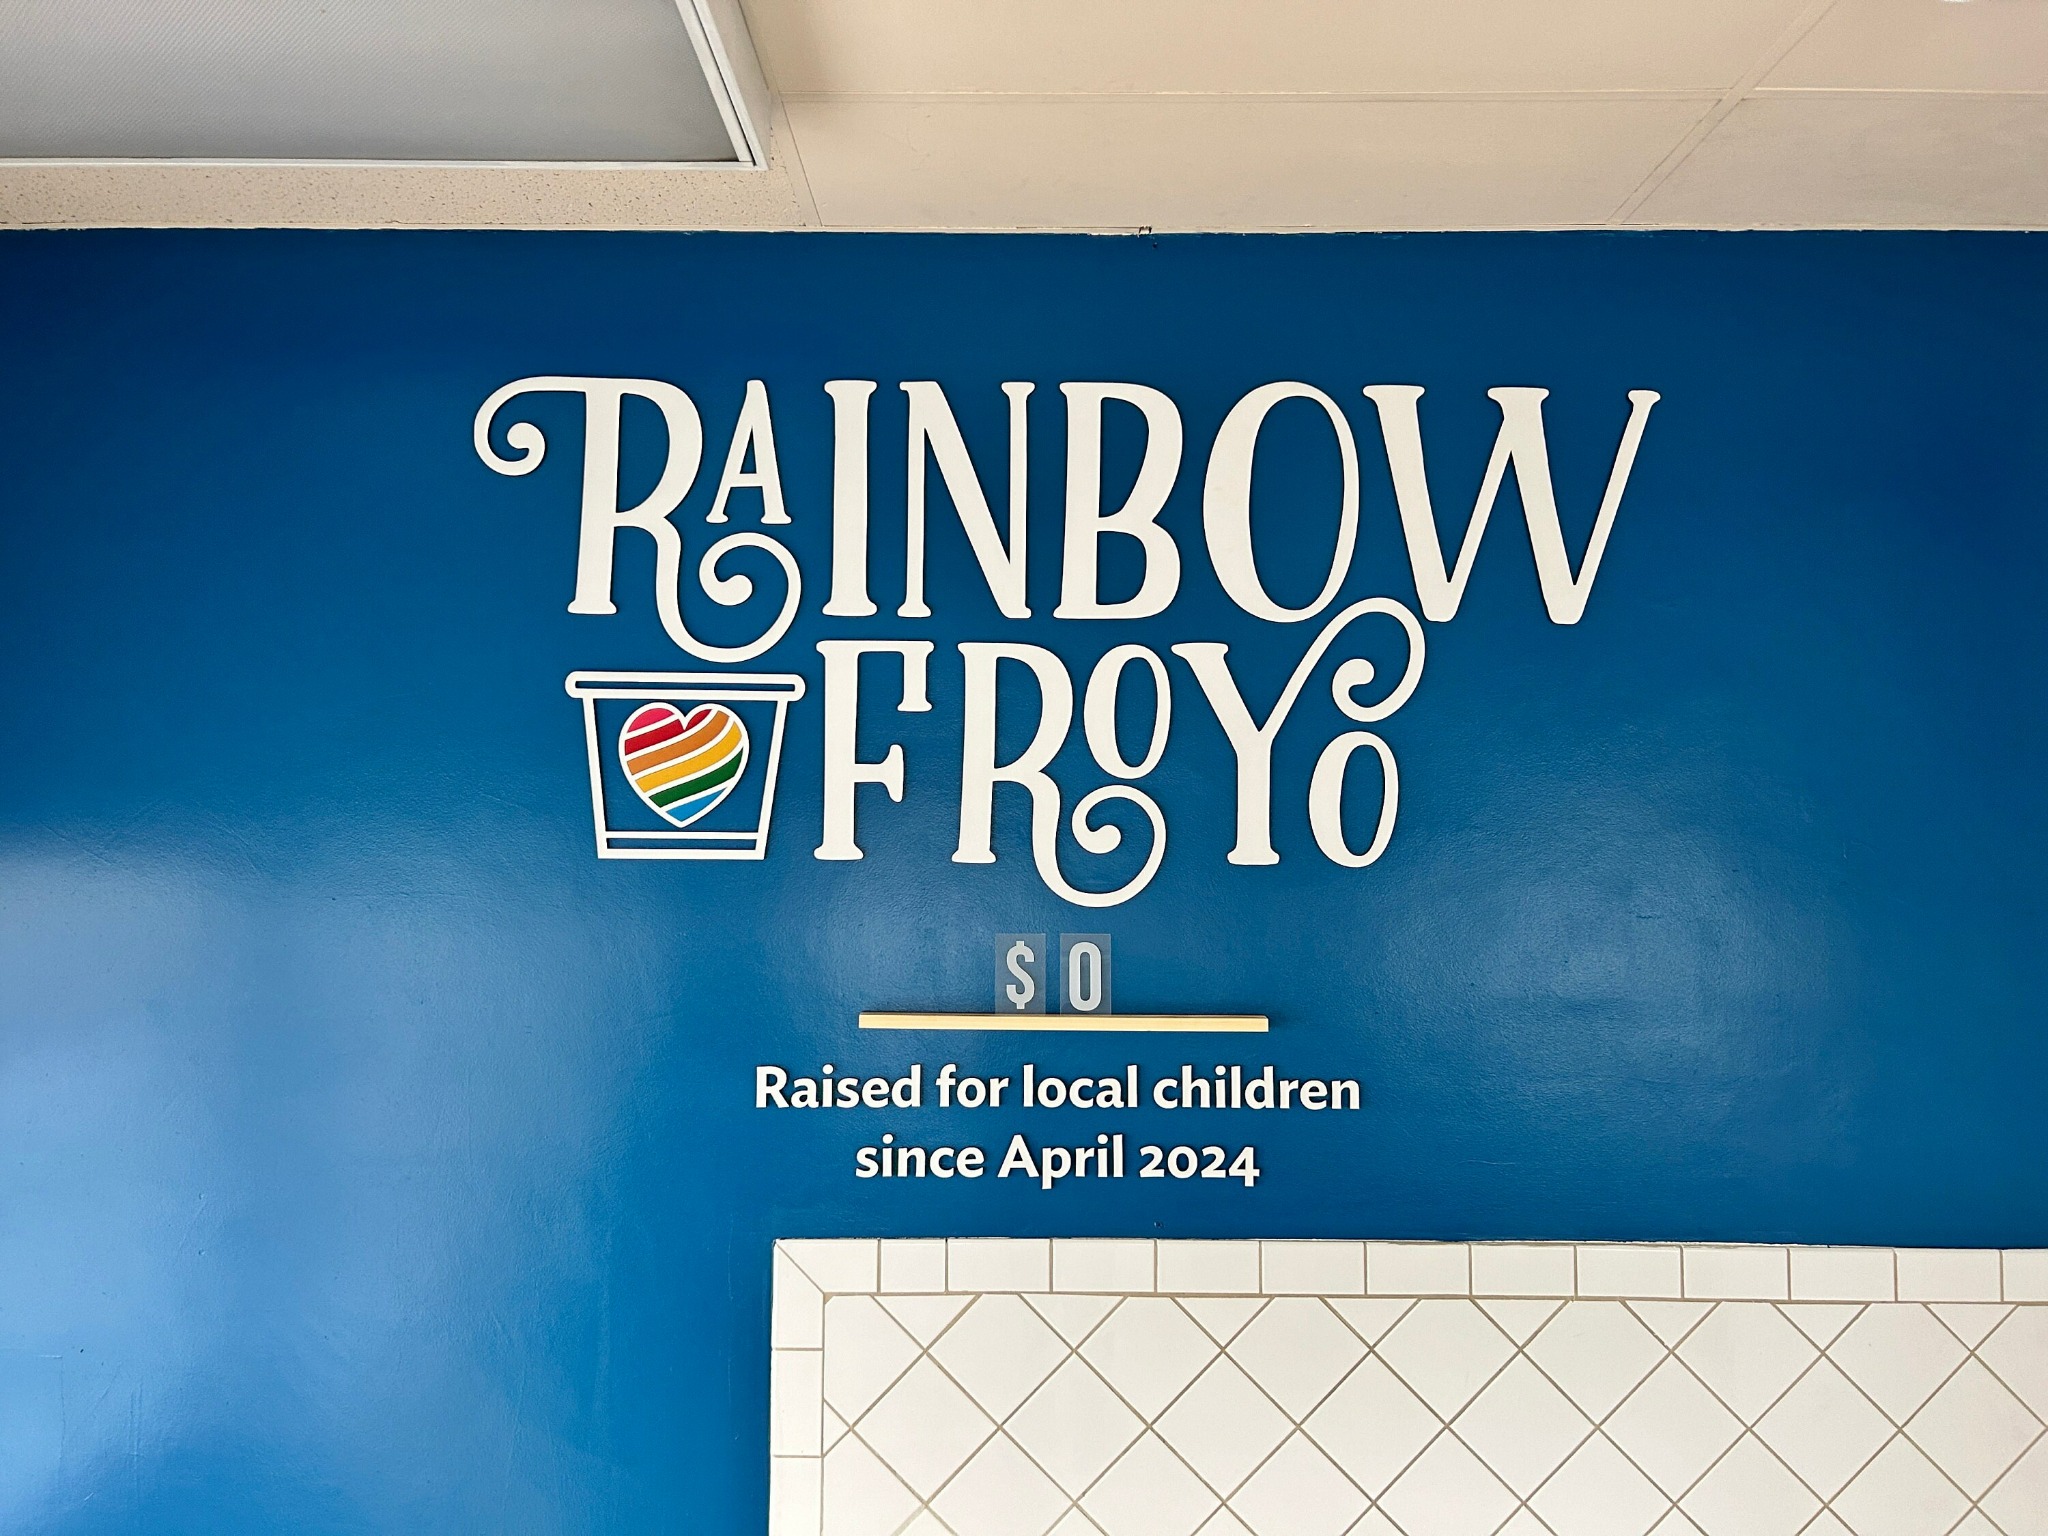 RAINBOW
FROYO
$0
Raised for local children
since April 2024